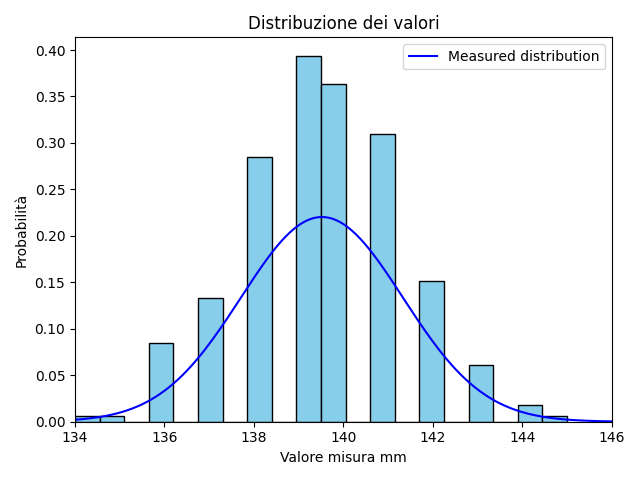 Distribuzione dei valori
Measured distribution
0.40
0.35
0.30
0.25
0.20
0.15
0.10
0.05
0.00
Probabilità
134 136 138 140 142 144 146
Valore misura mm